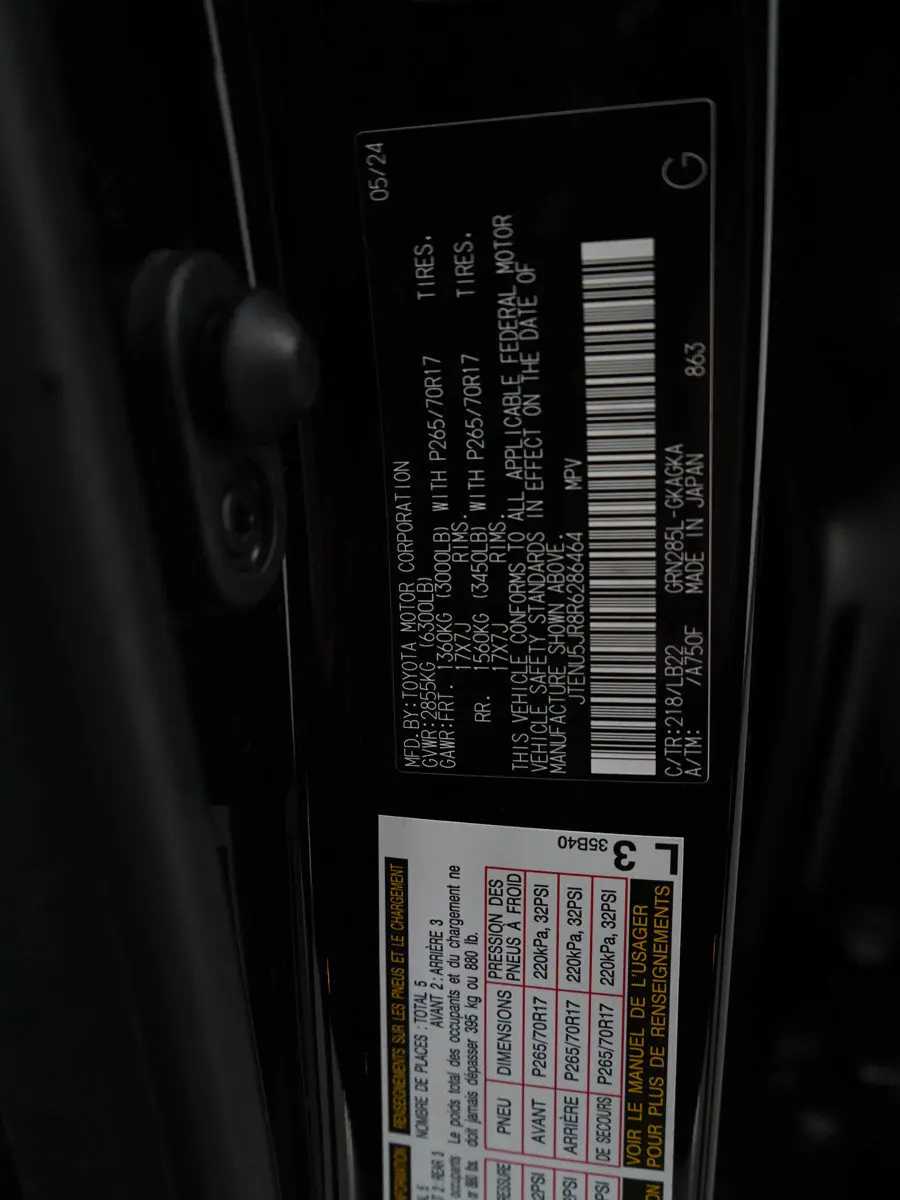 05/24
MFD.BY:TOYOTA MOTOR CORPORATION
GVWR:2855KG (6300LB)
GAWR:FRT. 1360KG (3000LB) WITH P265/70R17 TIRES.
17X7J RIMS.
RR. 1560KG (3450LB) WITH P265/70R17 TIRES.
17X7J RIMS.
THIS VEHICLE CONFORMS TO ALL APPLICABLE FEDERAL MOTOR
VEHICLE SAFETY STANDARDS IN EFFECT ON THE DATE OF
MANUFACTURE SHOWN ABOVE.
JTENU5JR8R6286464 MPV
C/TR:218/LB22 GRN285L-GKAGKA 863
A/TM: /A750F MADE IN JAPAN
G
RENSEIGNEMENTS SUR LES PNEUS ET LE CHARGEMENT
NOMBRE DE PLACES : TOTAL 5
AVANT 2 : ARRIÈRE 3
Le poids total des occupants et du chargement ne
doit jamais dépasser 395 kg ou 880 lb.
PNEU DIMENSIONS PRESSION DES PNEUS À FROID
AVANT P265/70R17 220kPa, 32PSI
ARRIÈRE P265/70R17 220kPa, 32PSI
DE SECOURS P265/70R17 220kPa, 32PSI
VOIR LE MANUEL DE L'USAGER
POUR PLUS DE RENSEIGNEMENTS
35B40
L3